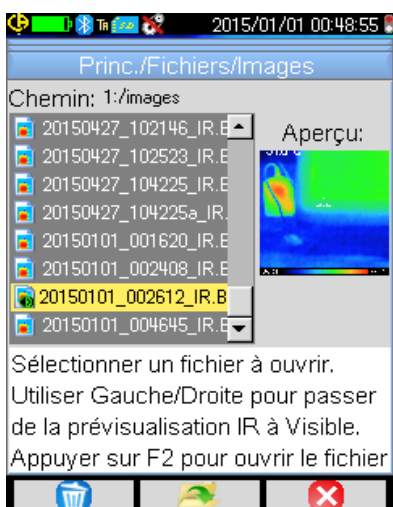 2015/01/01 00:48:55
Princ./Fichiers/Images
Chemin: 1:/images
20150427_102146_IR.B
Aperçu:
20150427_102523_IR.B
20150427_104225_IR.B
20150427_104225a_IR.
20150101_001620_IR.B
20150101_002408_IR.B
20150101_002612_IR.B
20150101_004645_IR.B
Sélectionner un fichier à ouvrir.
Utiliser Gauche/Droite pour passer
de la prévisualisation IR à Visible.
Appuyer sur F2 pour ouvrir le fichier